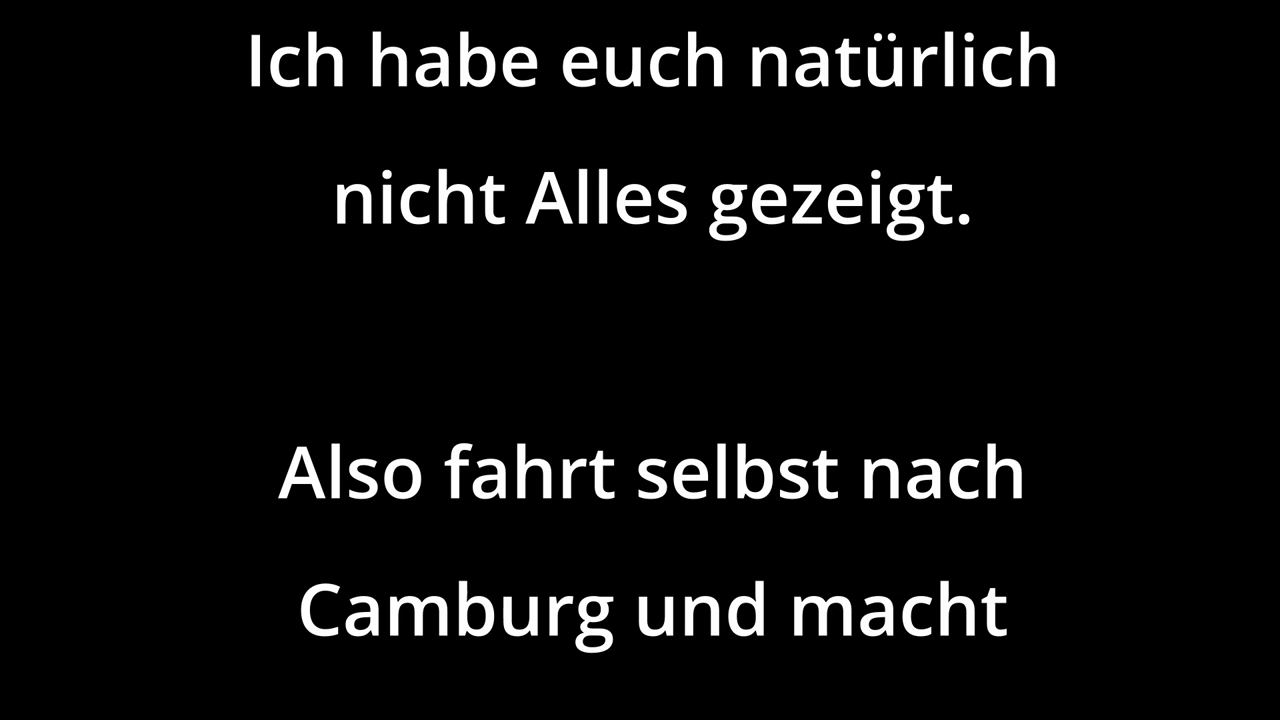 Ich habe euch natürlich
nicht Alles gezeigt.
Also fahrt selbst nach
Camburg und macht